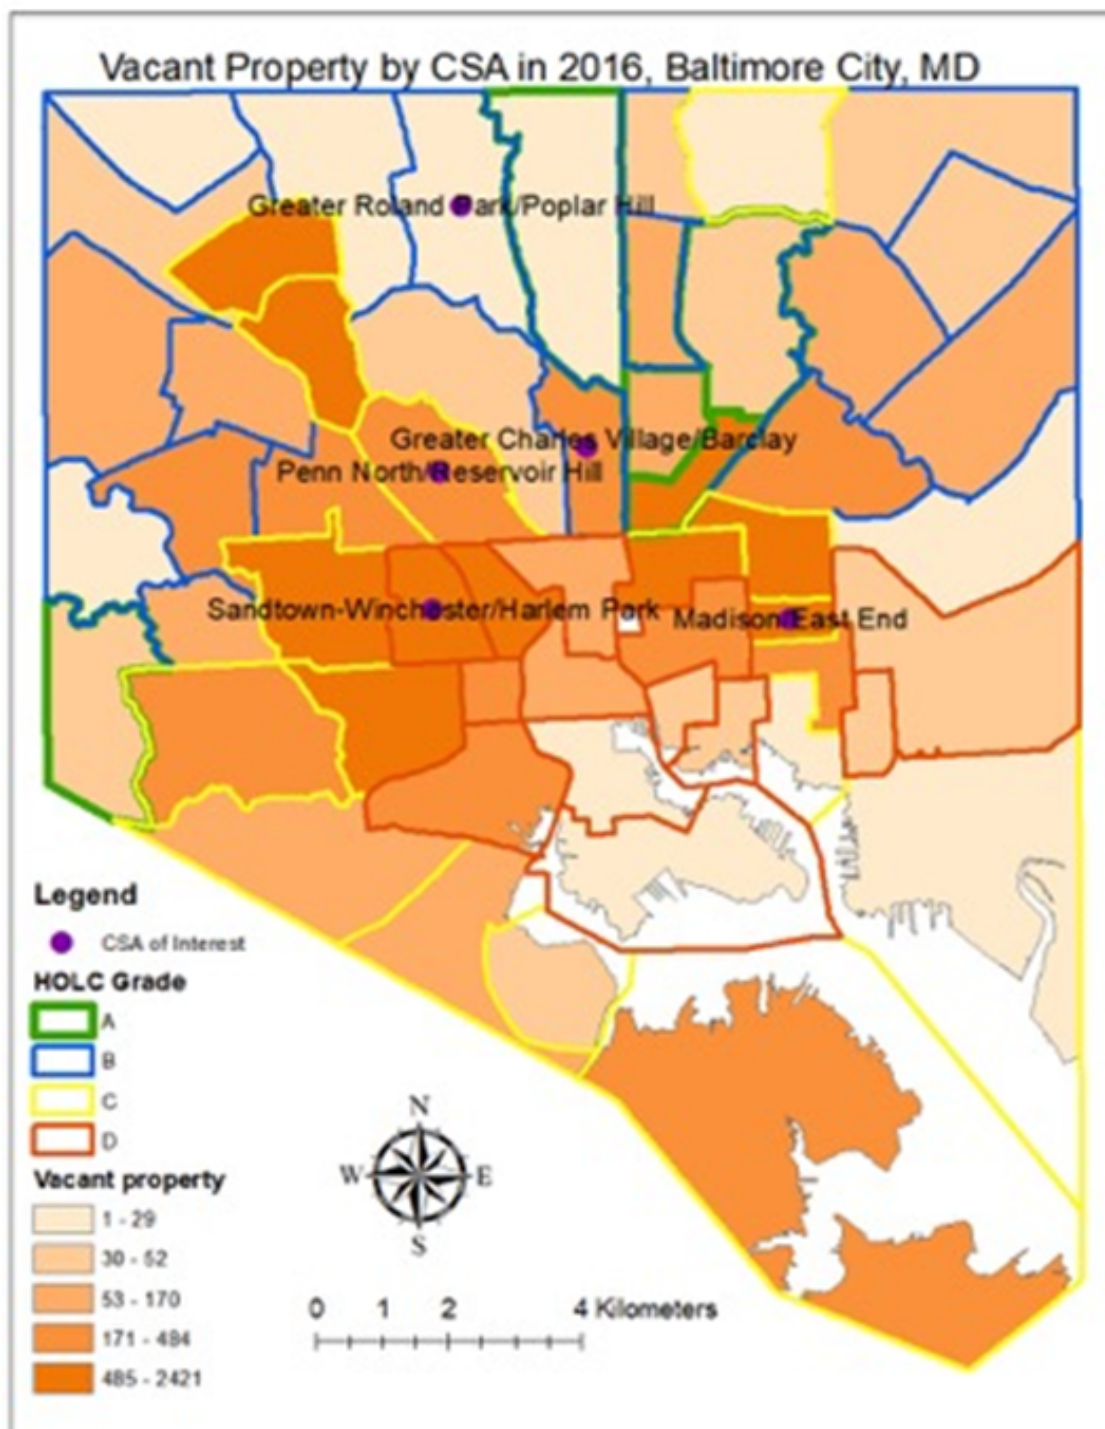 Vacant Property by CSA in 2016, Baltimore City, MD
Greater Roland Park/Poplar Hill
Greater Charles Village/Barclay
Penn North/Reservoir Hill
Sandtown-Winchester/Harlem Park
Madison/East End
Legend
CSA of Interest
HOLC Grade
A
B
C
D
Vacant property
1 - 29
30 - 52
53 - 170
171 - 484
485 - 2421
N
W E
S
0 1 2 4 Kilometers